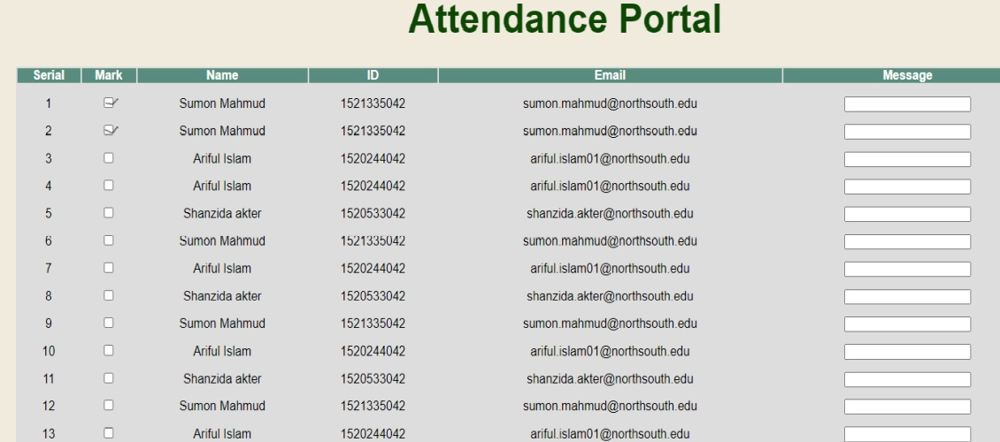 Attendance Portal
Serial Mark Name ID Email Message
1 Sumon Mahmud 1521335042 sumon.mahmud@northsouth.edu
2 Sumon Mahmud 1521335042 sumon.mahmud@northsouth.edu
3 Ariful Islam 1520244042 ariful.islam01@northsouth.edu
4 Ariful Islam 1520244042 ariful.islam01@northsouth.edu
5 Shanzida akter 1520533042 shanzida.akter@northsouth.edu
6 Sumon Mahmud 1521335042 sumon.mahmud@northsouth.edu
7 Ariful Islam 1520244042 ariful.islam01@northsouth.edu
8 Shanzida akter 1520533042 shanzida.akter@northsouth.edu
9 Sumon Mahmud 1521335042 sumon.mahmud@northsouth.edu
10 Ariful Islam 1520244042 ariful.islam01@northsouth.edu
11 Shanzida akter 1520533042 shanzida.akter@northsouth.edu
12 Sumon Mahmud 1521335042 sumon.mahmud@northsouth.edu
13 Ariful Islam 1520244042 ariful.islam01@northsouth.edu